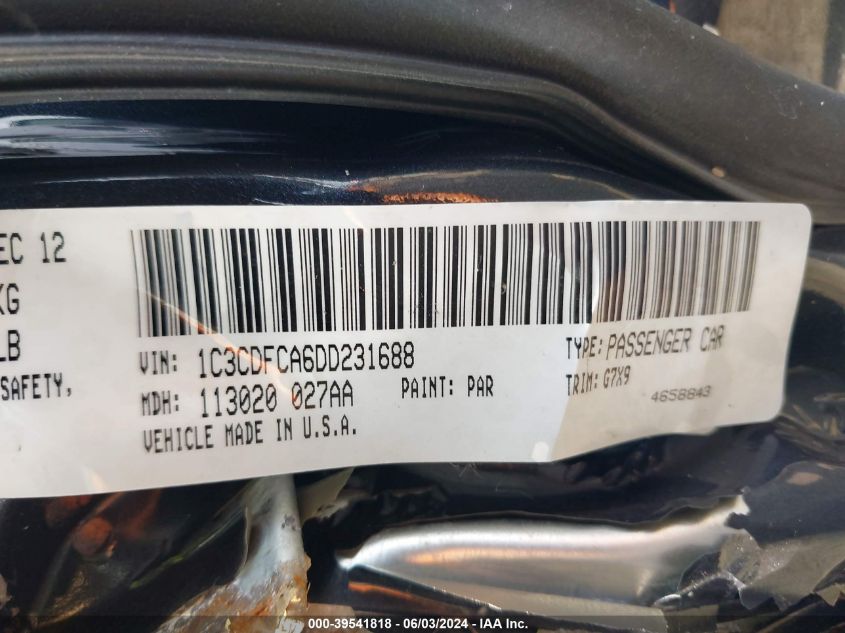 EC 12
KG
LB
SAFETY,
VIN: 1C3CDFCA6DD231688 TYPE: PASSENGER CAR
MDH: 113020 027AA PAINT: PAR TRIM: G7X9
VEHICLE MADE IN U.S.A. 4658843
000-39541818 - 06/03/2024 - IAA Inc.